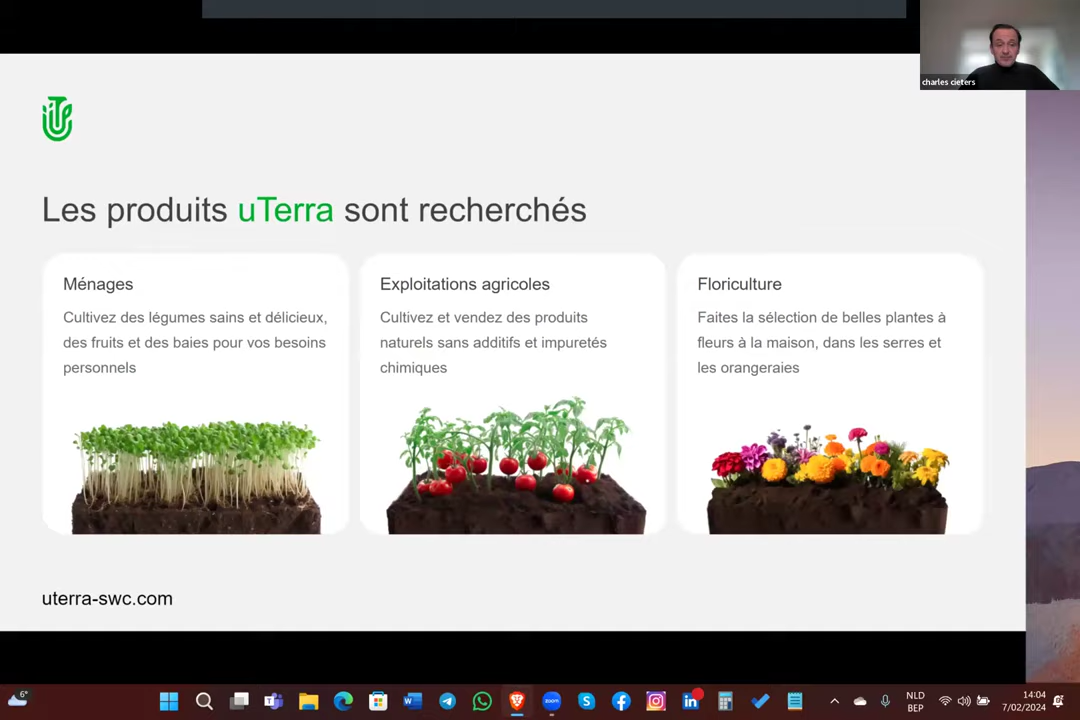 charles cieters
Les produits uTerra sont recherchés
Ménages
Cultivez des légumes sains et délicieux,
des fruits et des baies pour vos besoins
personnels
Exploitations agricoles
Cultivez et vendez des produits
naturels sans additifs et impuretés
chimiques
Floriculture
Faites la sélection de belles plantes à
fleurs à la maison, dans les serres et
les orangeraies
uterra-swc.com
6°
zoom
NLD
BEP
14:04
7/02/2024